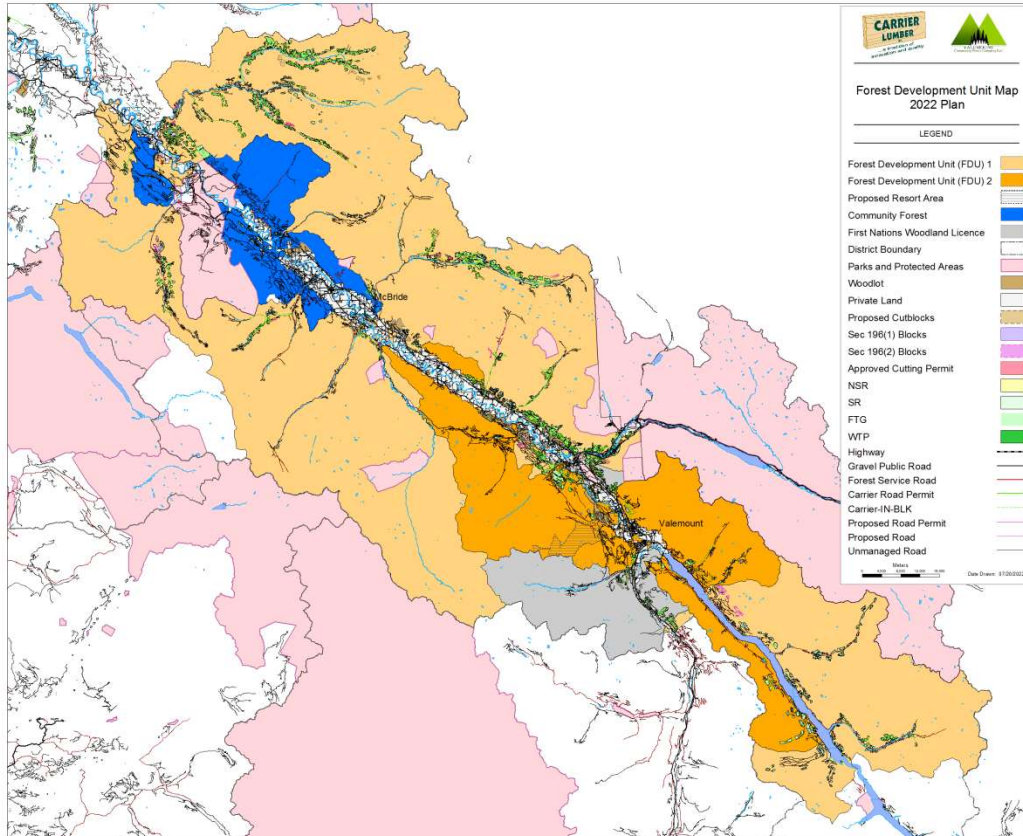 CARRIER
LUMBER
Forest Development Unit Map
2022 Plan
LEGEND
Forest Development Unit (FDU) 1
Forest Development Unit (FDU) 2
Proposed Resort Area
Community Forest
First Nations Woodland Licence
District Boundary
Parks and Protected Areas
Woodlot
Private Land
Proposed Cutblocks
Sec 196(1) Blocks
Sec 196(2) Blocks
Approved Cutting Permit
NSR
SR
FTG
WTP
Highway
Gravel Public Road
Forest Service Road
Carrier Road Permit
Carrier-IN-BLK
Proposed Road Permit
Proposed Road
Unmanaged Road
Meters
Date Drawn:
McBride
Valemount